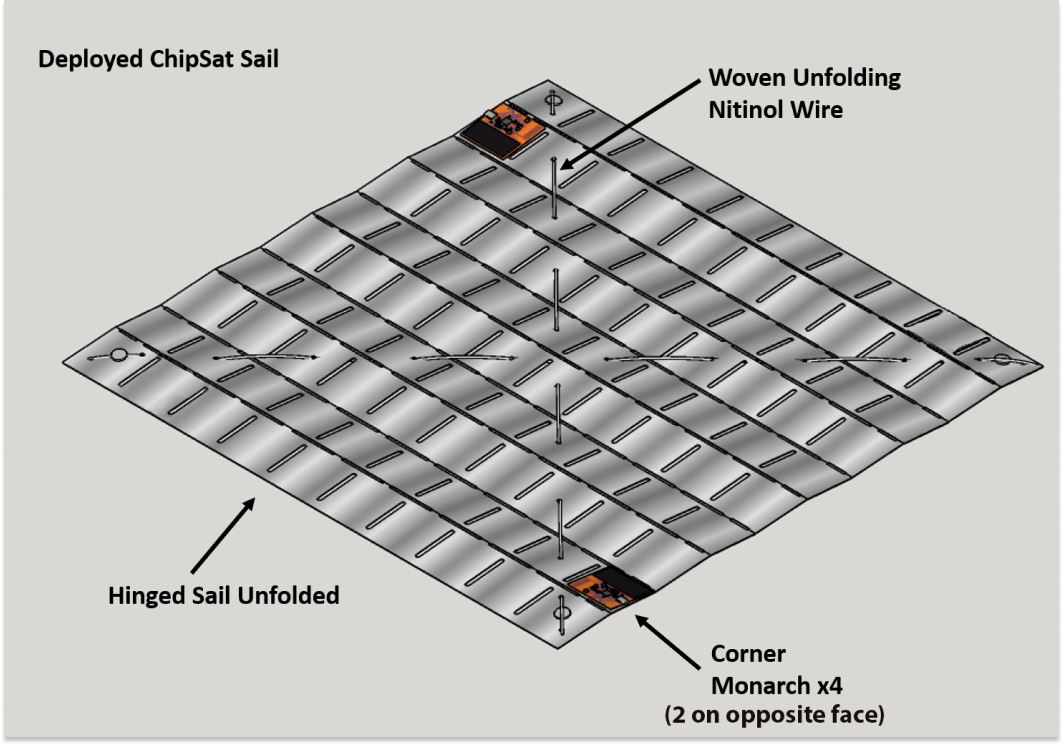 Deployed ChipSat Sail
Woven Unfolding
Nitinol Wire
Hinged Sail Unfolded
Corner
Monarch x4
(2 on opposite face)